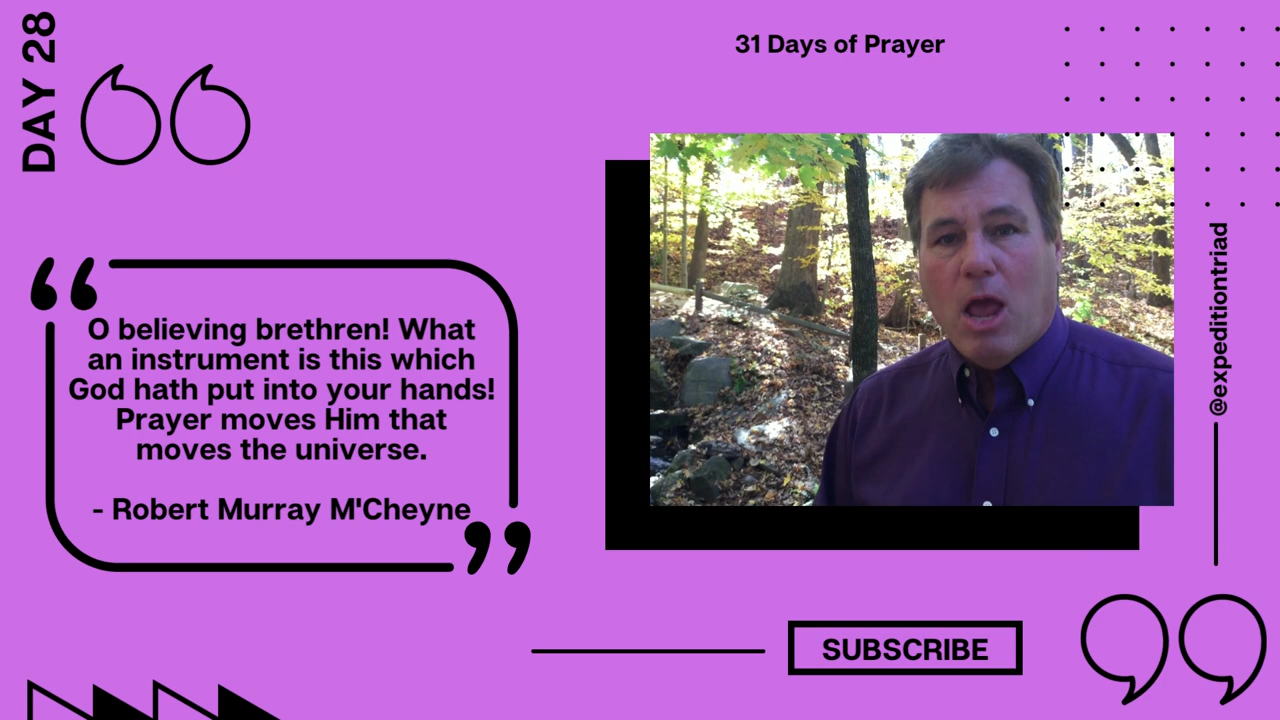 DAY 28
31 Days of Prayer
O believing brethren! What
an instrument is this which
God hath put into your hands!
Prayer moves Him that
moves the universe.
- Robert Murray M'Cheyne
@expeditiontriad
SUBSCRIBE